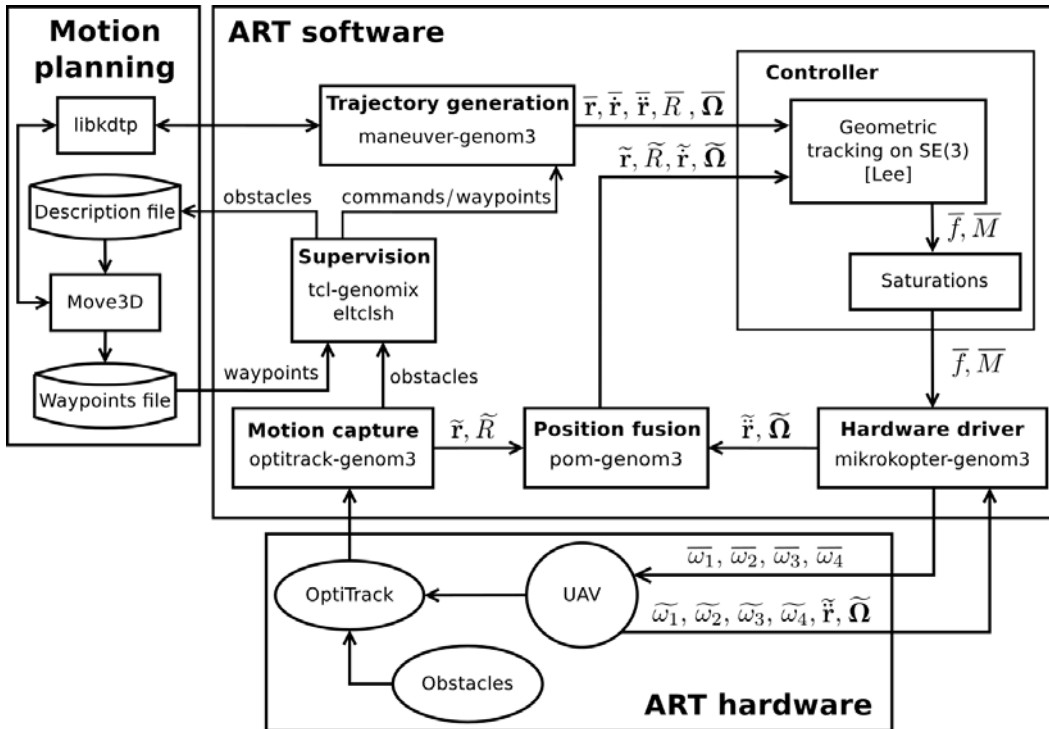 Motion
planning
libkdtp
Description file
Move3D
Waypoints file
ART software
Trajectory generation
maneuver-genom3
obstacles
commands/waypoints
Supervision
tcl-genomix
eltclsh
waypoints
obstacles
Motion capture
optitrack-genom3
r̃, R̃
Position fusion
pom-genom3
r̅, ṙ̅, r̈̅, R̅, Ω̅
r̃, R̃, ṙ̃, Ω̃
Controller
Geometric
tracking on SE(3)
[Lee]
f̅, M̅
Saturations
f̅, M̅
r̈̃, Ω̃
Hardware driver
mikrokopter-genom3
OptiTrack
UAV
Obstacles
ω̅₁, ω̅₂, ω̅₃, ω̅₄
ω̃₁, ω̃₂, ω̃₃, ω̃₄, r̈̃, Ω̃
ART hardware